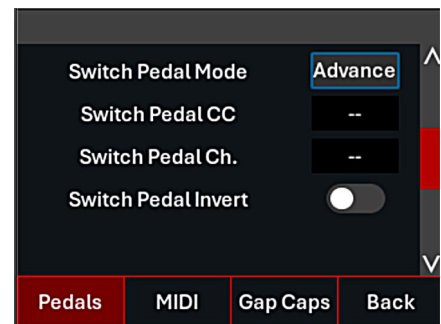 Switch Pedal Mode Advance
Switch Pedal CC --
Switch Pedal Ch. --
Switch Pedal Invert
Pedals MIDI Gap Caps Back